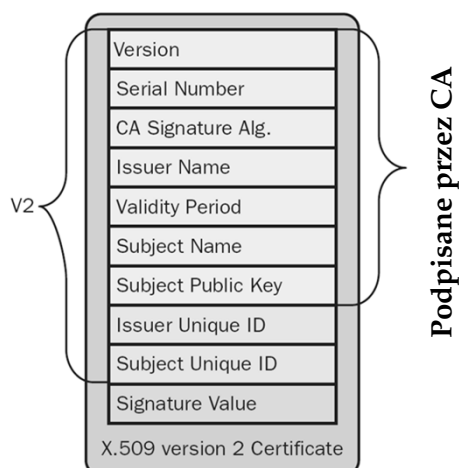 Version
Serial Number
CA Signature Alg.
Issuer Name
Validity Period
Subject Name
Subject Public Key
Issuer Unique ID
Subject Unique ID
Signature Value
X.509 version 2 Certificate
V2
Podpisane przez CA